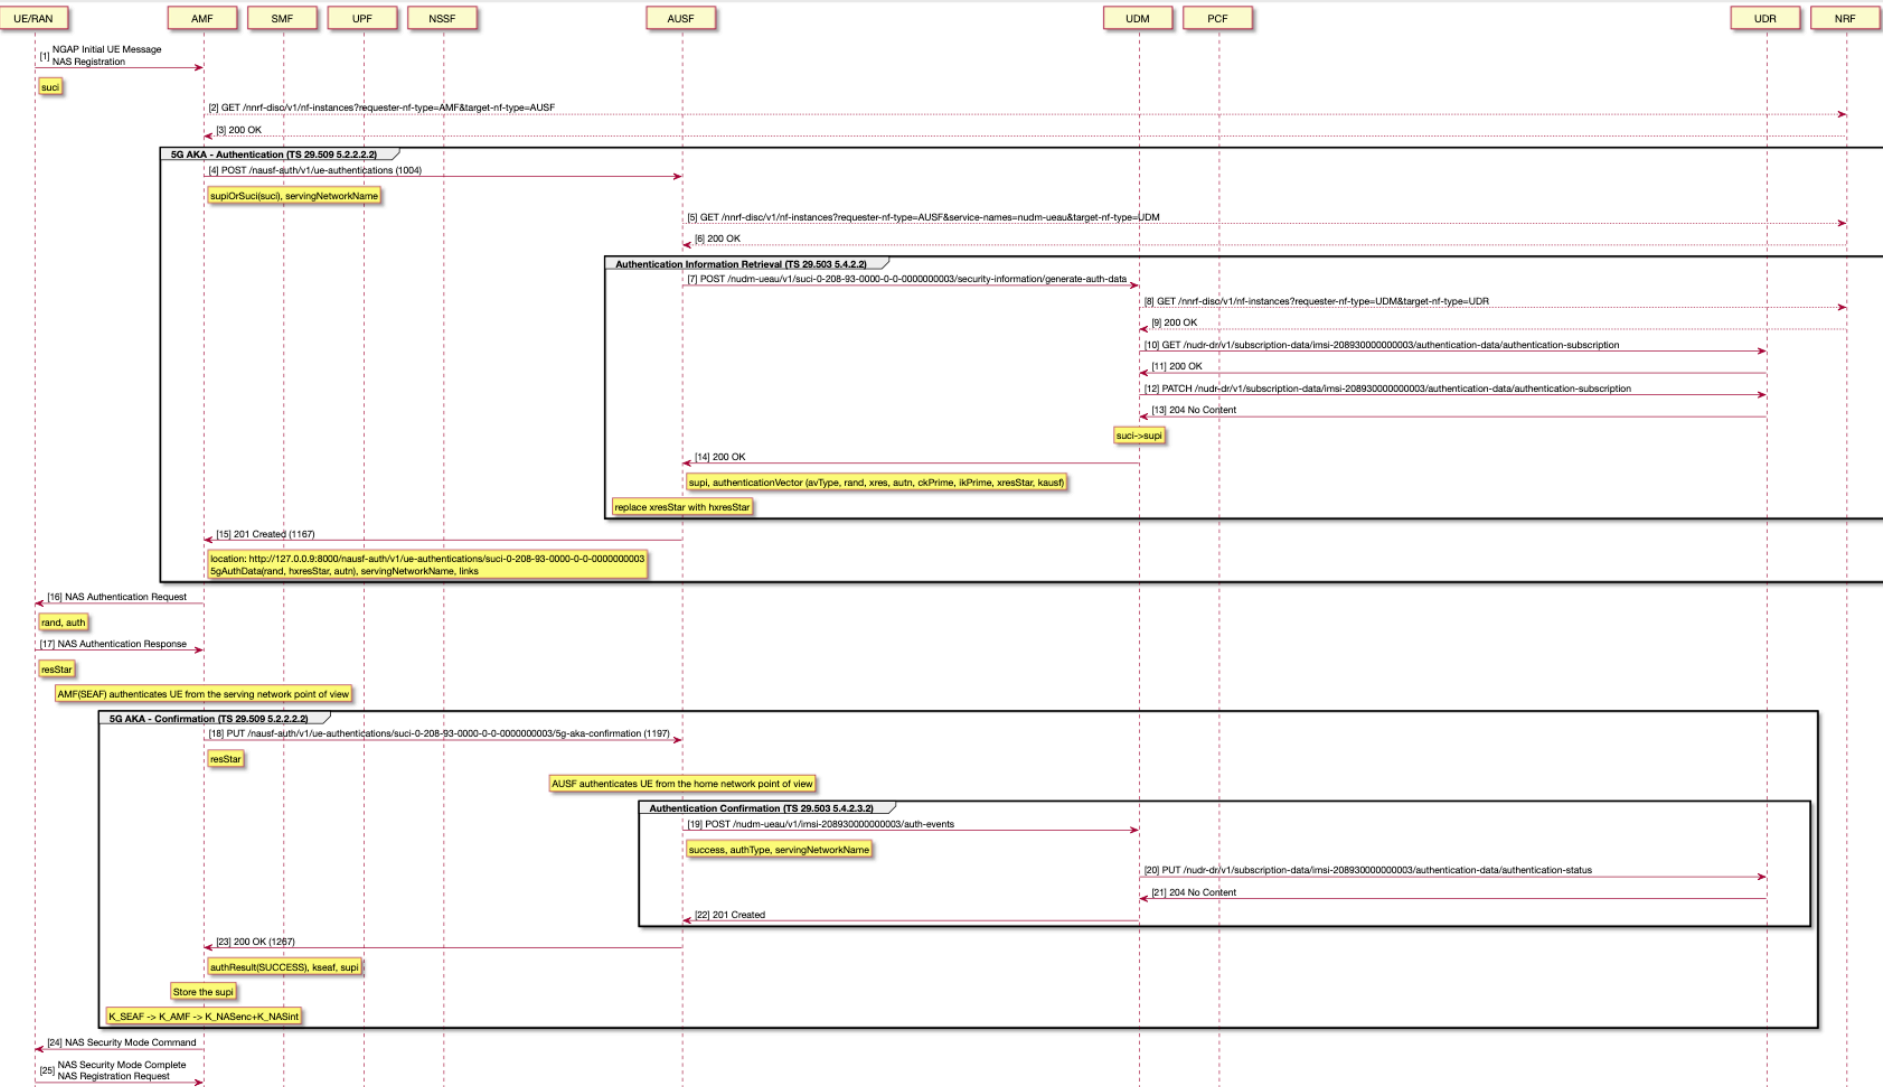 UE/RAN AMF SMF UPF NSSF AUSF UDM PCF UDR NRF
[1] NGAP Initial UE Message
NAS Registration
suci
[2] GET /nnrf-disc/v1/nf-instances?requester-nf-type=AMF&target-nf-type=AUSF
[3] 200 OK
5G AKA - Authentication (TS 29.509 5.2.2.2.2)
[4] POST /nausf-auth/v1/ue-authentications (1004)
supiOrSuci(suci), servingNetworkName
[5] GET /nnrf-disc/v1/nf-instances?requester-nf-type=AUSF&service-names=nudm-ueau&target-nf-type=UDM
[6] 200 OK
Authentication Information Retrieval (TS 29.503 5.4.2.2)
[7] POST /nudm-ueau/v1/suci-0-208-93-0000-0-0-0000000003/security-information/generate-auth-data
[8] GET /nnrf-disc/v1/nf-instances?requester-nf-type=UDM&target-nf-type=UDR
[9] 200 OK
[10] GET /nudr-dr/v1/subscription-data/imsi-208930000000003/authentication-data/authentication-subscription
[11] 200 OK
[12] PATCH /nudr-dr/v1/subscription-data/imsi-208930000000003/authentication-data/authentication-subscription
[13] 204 No Content
suci->supi
[14] 200 OK
supi, authenticationVector (avType, rand, xres, autn, ckPrime, ikPrime, xresStar, kausf)
replace xresStar with hxresStar
[15] 201 Created (1167)
location: http://127.0.0.9:8000/nausf-auth/v1/ue-authentications/suci-0-208-93-0000-0-0-0000000003
5gAuthData(rand, hxresStar, autn), servingNetworkName, links
[16] NAS Authentication Request
rand, auth
[17] NAS Authentication Response
resStar
AMF(SEAF) authenticates UE from the serving network point of view
5G AKA - Confirmation (TS 29.509 5.2.2.2.2)
[18] PUT /nausf-auth/v1/ue-authentications/suci-0-208-93-0000-0-0-0000000003/5g-aka-confirmation (1197)
resStar
AUSF authenticates UE from the home network point of view
Authentication Confirmation (TS 29.503 5.4.2.3.2)
[19] POST /nudm-ueau/v1/imsi-208930000000003/auth-events
success, authType, servingNetworkName
[20] PUT /nudr-dr/v1/subscription-data/imsi-208930000000003/authentication-data/authentication-status
[21] 204 No Content
[22] 201 Created
[23] 200 OK (1267)
authResult(SUCCESS), kseaf, supi
Store the supi
K_SEAF -> K_AMF -> K_NASenc+K_NASint
[24] NAS Security Mode Command
[25] NAS Security Mode Complete
NAS Registration Request